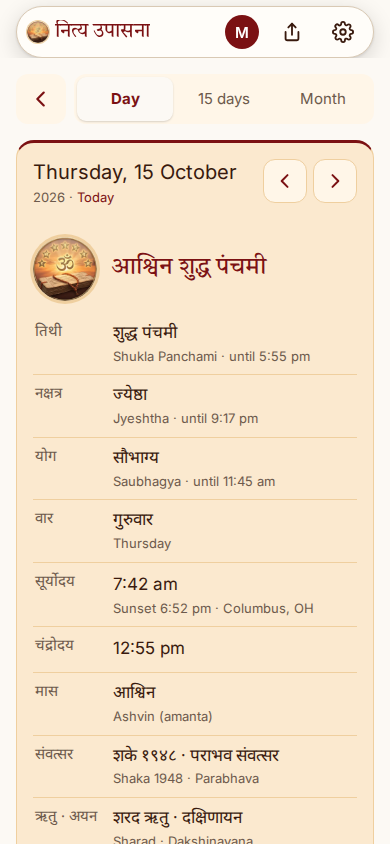 नित्य उपासना
M
Day
15 days
Month
Thursday, 15 October
2026 · Today
ॐ
आश्विन शुद्ध पंचमी
तिथी
शुद्ध पंचमी
Shukla Panchami · until 5:55 pm
नक्षत्र
ज्येष्ठा
Jyeshtha · until 9:17 pm
योग
सौभाग्य
Saubhagya · until 11:45 am
वार
गुरुवार
Thursday
सूर्योदय
7:42 am
Sunset 6:52 pm · Columbus, OH
चंद्रोदय
12:55 pm
मास
आश्विन
Ashvin (amanta)
संवत्सर
शके १९४८ · पराभव संवत्सर
Shaka 1948 · Parabhava
ऋतु · अयन
शरद ऋतु · दक्षिणायन
Sharad · Dakshinayana